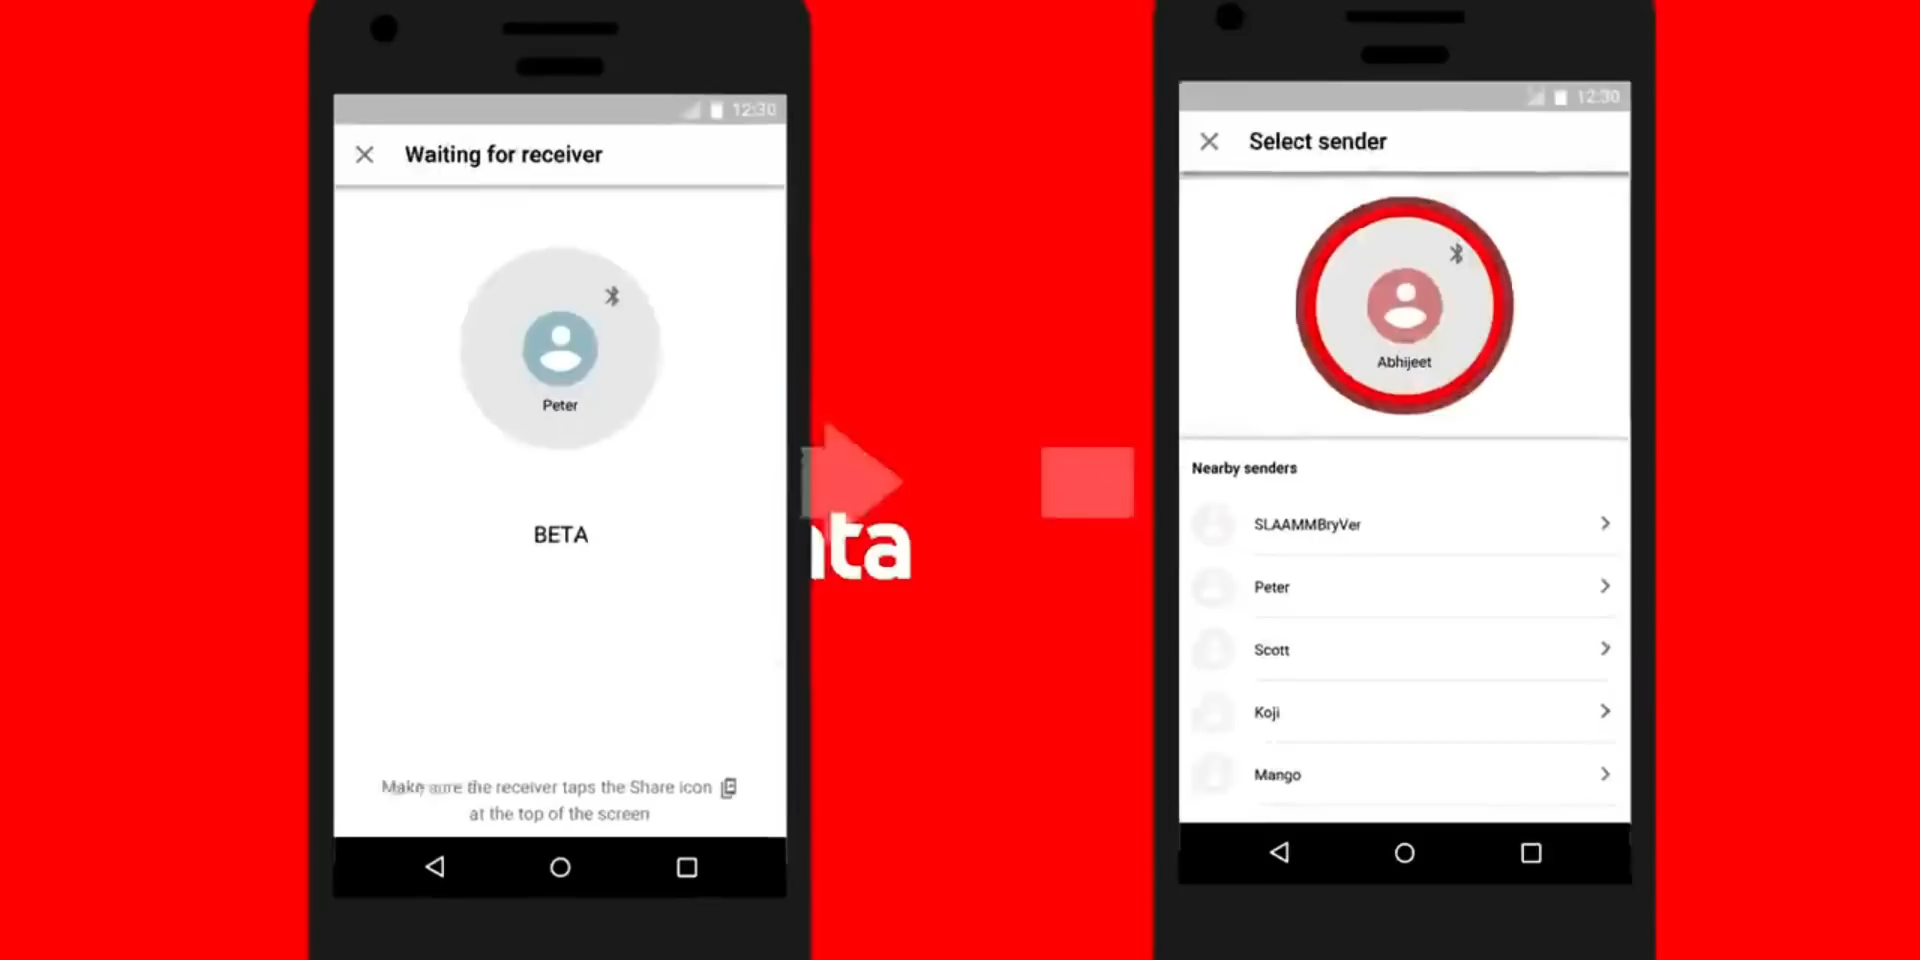 12:30
Waiting for receiver
Peter
BETA
Make sure the receiver taps the Share icon
at the top of the screen
ata
12:30
Select sender
Abhijeet
Nearby senders
SLAAMMBryVer
Peter
Scott
Koji
Mango